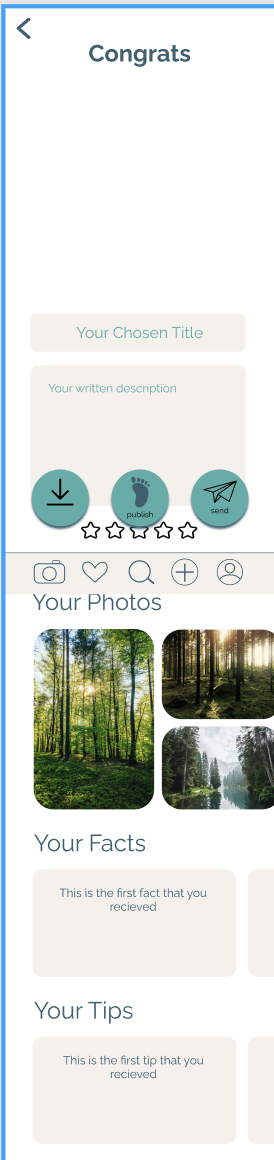 Congrats
Your Chosen Title
Your written description
publish
send
Your Photos
Your Facts
This is the first fact that you
recieved
Your Tips
This is the first tip that you
recieved